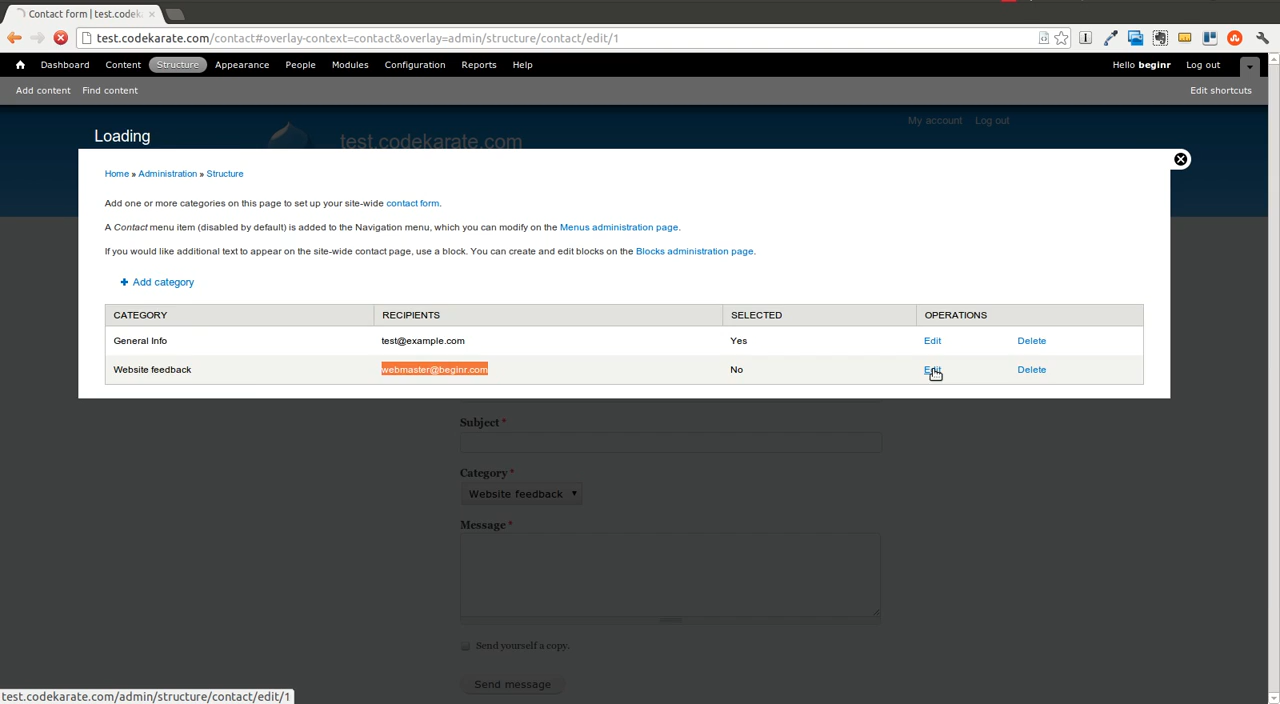 Contact form | test.codek
test.codekarate.com/contact#overlay-context=contact&overlay=admin/structure/contact/edit/1
Dashboard Content Structure Appearance People Modules Configuration Reports Help Hello beginr Log out
Add content Find content Edit shortcuts
My account Log out
Loading
test.codekarate.com
Home » Administration » Structure
Add one or more categories on this page to set up your site-wide contact form.
A Contact menu item (disabled by default) is added to the Navigation menu, which you can modify on the Menus administration page.
If you would like additional text to appear on the site-wide contact page, use a block. You can create and edit blocks on the Blocks administration page.
+ Add category
CATEGORY RECIPIENTS SELECTED OPERATIONS
General Info test@example.com Yes Edit Delete
Website feedback webmaster@beginr.com No Edit Delete
Subject *
Category *
Website feedback
Message *
Send yourself a copy.
Send message
test.codekarate.com/admin/structure/contact/edit/1